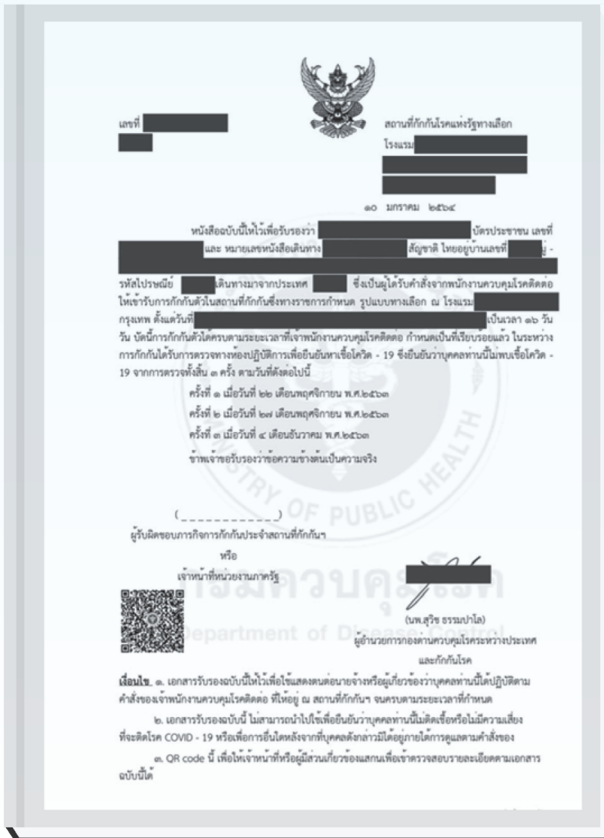 เลขที่
สถานที่กักกันโรคแห่งรัฐทางเลือก
โรงแรม
๑๐ มกราคม ๒๕๖๔
หนังสือฉบับนี้ให้ไว้เพื่อรับรองว่า บัตรประชาชน เลขที่
และ หมายเลขหนังสือเดินทาง สัญชาติ ไทยอยู่บ้านเลขที่ -
รหัสไปรษณีย์ เดินทางมาจากประเทศ ซึ่งเป็นผู้ได้รับคำสั่งจากพนักงานควบคุมโรคติดต่อ
ให้เข้ารับการกักกันตัวในสถานที่กักกันซึ่งทางราชการกำหนด รูปแบบทางเลือก ณ โรงแรม
กรุงเทพ ตั้งแต่วันที่ เป็นเวลา ๑๖ วัน
วัน บัดนี้การกักกันตัวได้ครบตามระยะเวลาที่เจ้าพนักงานควบคุมโรคติดต่อ กำหนดเป็นที่เรียบร้อยแล้ว ในระหว่าง
การกักกันได้รับการตรวจทางห้องปฏิบัติการเพื่อยืนยันหาเชื้อโควิด - 19 ซึ่งยืนยันว่าบุคคลท่านนี้ไม่พบเชื้อโควิด -
19 จากการตรวจทั้งสิ้น ๓ ครั้ง ตามวันที่ดังต่อไปนี้
ครั้งที่ ๑ เมื่อวันที่ ๒๒ เดือนพฤศจิกายน พ.ศ.๒๕๖๓
ครั้งที่ ๒ เมื่อวันที่ ๒๗ เดือนพฤศจิกายน พ.ศ.๒๕๖๓
ครั้งที่ ๓ เมื่อวันที่ ๔ เดือนธันวาคม พ.ศ.๒๕๖๓
ข้าพเจ้าขอรับรองว่าข้อความข้างต้นเป็นความจริง
MINISTRY OF PUBLIC HEALTH
(_ _ _ _ _ _ _ _ _ _ _ _)
ผู้รับผิดชอบภารกิจการกักกันประจำสถานที่กักกันฯ
หรือ
เจ้าหน้าที่หน่วยงานภาครัฐ
กรมควบคุมโรค
Department of Disease Control
(นพ.สุวิช ธรรมปาโล)
ผู้อำนวยการกองด่านควบคุมโรคระหว่างประเทศ
และกักกันโรค
เงื่อนไข ๑. เอกสารรับรองฉบับนี้ให้ไว้เพื่อใช้แสดงตนต่อนายจ้างหรือผู้เกี่ยวข้องว่าบุคคลท่านนี้ได้ปฏิบัติตาม
คำสั่งของเจ้าพนักงานควบคุมโรคติดต่อ ที่ให้อยู่ ณ สถานที่กักกันฯ จนครบตามระยะเวลาที่กำหนด
๒. เอกสารรับรองฉบับนี้ ไม่สามารถนำไปใช้เพื่อยืนยันว่าบุคคลท่านนี้ไม่ติดเชื้อหรือไม่มีความเสี่ยง
ที่จะติดโรค COVID - 19 หรือเพื่อการอื่นใดหลังจากที่บุคคลดังกล่าวมิได้อยู่ภายใต้การดูแลตามคำสั่งของ
๓. QR code นี้ เพื่อให้เจ้าหน้าที่หรือผู้มีส่วนเกี่ยวข้องสแกนเพื่อเข้าตรวจสอบรายละเอียดตามเอกสาร
ฉบับนี้ได้